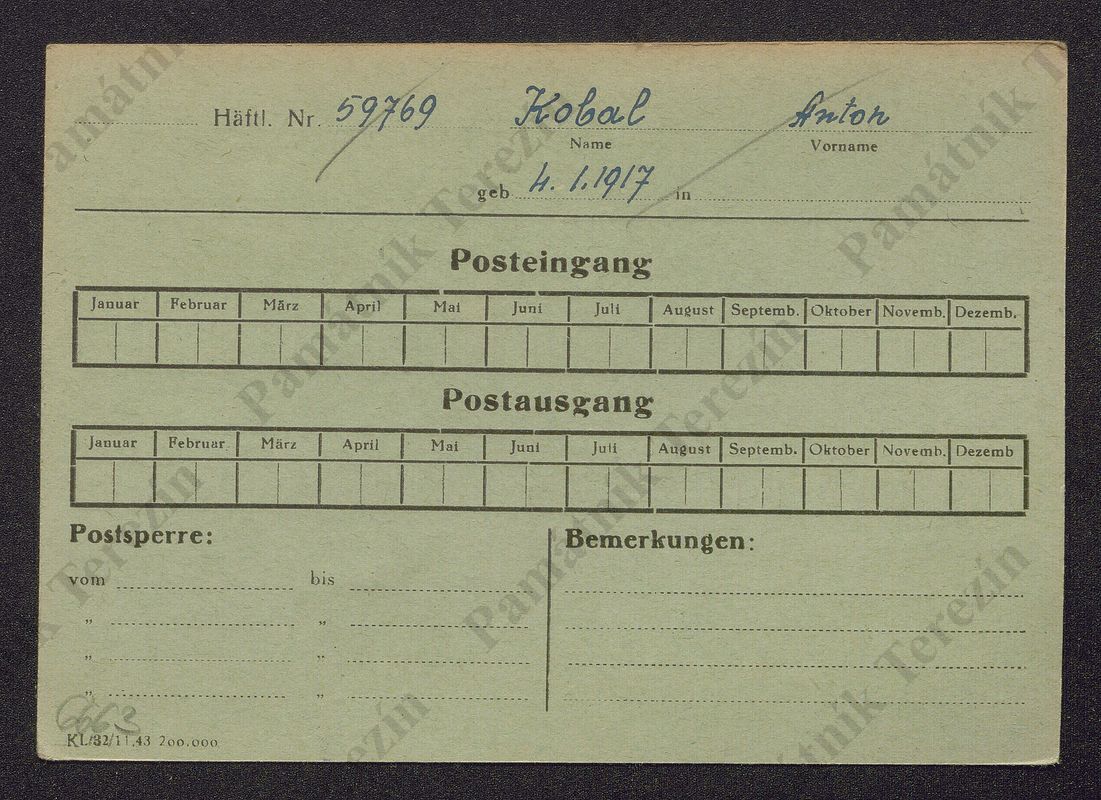 Häftl. Nr. 59769 Kobal Anton
Name Vorname
geb. 4. 1. 1917 in
Posteingang
Januar Februar März April Mai Juni Juli August Septemb. Oktober Novemb. Dezemb.
Postausgang
Januar Februar März April Mai Juni Juli August Septemb. Oktober Novemb. Dezemb
Postsperre: Bemerkungen:
vom bis
" "
" "
" "
KL/32/11.43 200.000
Památník Terezín